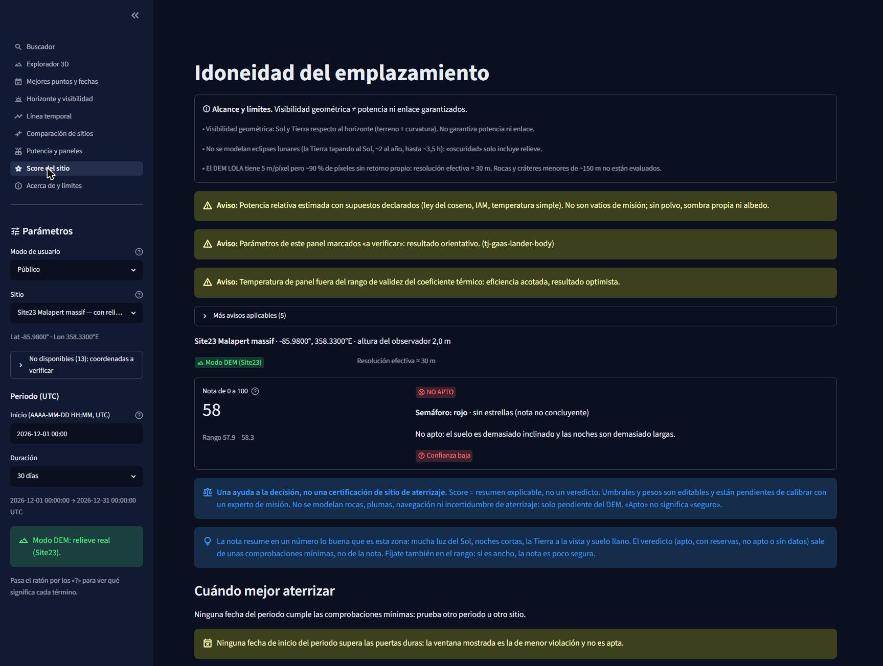 Buscador
Explorador 3D
Mejores puntos y fechas
Horizonte y visibilidad
Línea temporal
Comparación de sitios
Potencia y paneles
Score del sitio
Acerca de y límites
Parámetros
Modo de usuario
Público
Sitio
Site23 Malapert massif — con reli...
Lat -85.9800° · Lon 358.3300°E
No disponibles (13): coordenadas a
verificar
Periodo (UTC)
Inicio (AAAA-MM-DD HH:MM, UTC)
2026-12-01 00:00
Duración
30 días
2026-12-01 00:00:00 → 2026-12-31 00:00:00
UTC
Modo DEM: relieve real
(Site23).
Pasa el ratón por los «?» para ver qué
significa cada término.
Idoneidad del emplazamiento
Alcance y límites. Visibilidad geométrica ≠ potencia ni enlace garantizados.
• Visibilidad geométrica: Sol y Tierra respecto al horizonte (terreno + curvatura). No garantiza potencia ni enlace.
• No se modelan eclipses lunares (la Tierra tapando al Sol, ~2 al año, hasta ~3,5 h): «oscuridad» solo incluye relieve.
• El DEM LOLA tiene 5 m/píxel pero ~90 % de píxeles sin retorno propio: resolución efectiva ≈ 30 m. Rocas y cráteres menores de ~150 m no están evaluados.
Aviso: Potencia relativa estimada con supuestos declarados (ley del coseno, IAM, temperatura simple). No son vatios de misión; sin polvo, sombra propia ni albedo.
Aviso: Parámetros de este panel marcados «a verificar»: resultado orientativo. (tj-gaas-lander-body)
Aviso: Temperatura de panel fuera del rango de validez del coeficiente térmico: eficiencia acotada, resultado optimista.
Más avisos aplicables (5)
Site23 Malapert massif · -85.9800°, 358.3300°E · altura del observador 2,0 m
Modo DEM (Site23)
Resolución efectiva ≈ 30 m
Nota de 0 a 100
58
Rango 57.9 – 58.3
NO APTO
Semáforo: rojo · sin estrellas (nota no concluyente)
No apto: el suelo es demasiado inclinado y las noches son demasiado largas.
Confianza baja
Una ayuda a la decisión, no una certificación de sitio de aterrizaje. Score = resumen explicable, no un veredicto. Umbrales y pesos son editables y están pendientes de calibrar con
un experto de misión. No se modelan rocas, plumas, navegación ni incertidumbre de aterrizaje: solo pendiente del DEM. «Apto» no significa «seguro».
La nota resume en un número lo buena que es esta zona: mucha luz del Sol, noches cortas, la Tierra a la vista y suelo llano. El veredicto (apto, con reservas, no apto o sin datos) sale
de unas comprobaciones mínimas, no de la nota. Fíjate también en el rango: si es ancho, la nota es poco segura.
Cuándo mejor aterrizar
Ninguna fecha del periodo cumple las comprobaciones mínimas: prueba otro periodo u otro sitio.
Ninguna fecha de inicio del periodo supera las puertas duras: la ventana mostrada es la de menor violación y no es apta.